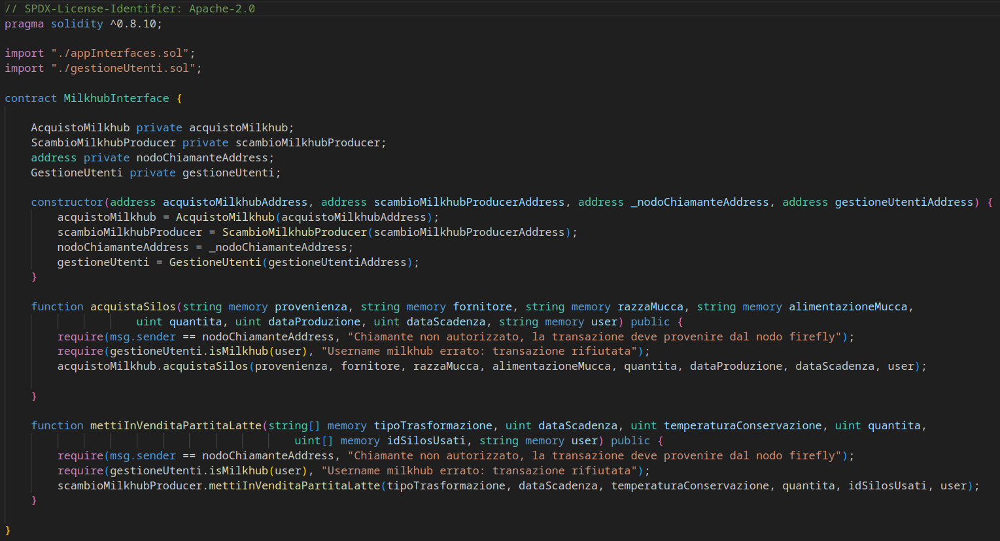 // SPDX-License-Identifier: Apache-2.0
pragma solidity ^0.8.10;
import "./appInterfaces.sol";
import "./gestioneUtenti.sol";
contract MilkhubInterface {
AcquistoMilkhub private acquistoMilkhub;
ScambioMilkhubProducer private scambioMilkhubProducer;
address private nodoChiamanteAddress;
GestioneUtenti private gestioneUtenti;
constructor(address acquistoMilkhubAddress, address scambioMilkhubProducerAddress, address _nodoChiamanteAddress, address gestioneUtentiAddress) {
acquistoMilkhub = AcquistoMilkhub(acquistoMilkhubAddress);
scambioMilkhubProducer = ScambioMilkhubProducer(scambioMilkhubProducerAddress);
nodoChiamanteAddress = _nodoChiamanteAddress;
gestioneUtenti = GestioneUtenti(gestioneUtentiAddress);
}
function acquistaSilos(string memory provenienza, string memory fornitore, string memory razzaMucca, string memory alimentazioneMucca,
uint quantita, uint dataProduzione, uint dataScadenza, string memory user) public {
require(msg.sender == nodoChiamanteAddress, "Chiamante non autorizzato, la transazione deve provenire dal nodo firefly");
require(gestioneUtenti.isMilkhub(user), "Username milkhub errato: transazione rifiutata");
acquistoMilkhub.acquistaSilos(provenienza, fornitore, razzaMucca, alimentazioneMucca, quantita, dataProduzione, dataScadenza, user);
}
function mettiInVenditaPartitaLatte(string[] memory tipoTrasformazione, uint dataScadenza, uint temperaturaConservazione, uint quantita,
uint[] memory idSilosUsati, string memory user) public {
require(msg.sender == nodoChiamanteAddress, "Chiamante non autorizzato, la transazione deve provenire dal nodo firefly");
require(gestioneUtenti.isMilkhub(user), "Username milkhub errato: transazione rifiutata");
scambioMilkhubProducer.mettiInVenditaPartitaLatte(tipoTrasformazione, dataScadenza, temperaturaConservazione, quantita, idSilosUsati, user);
}
}